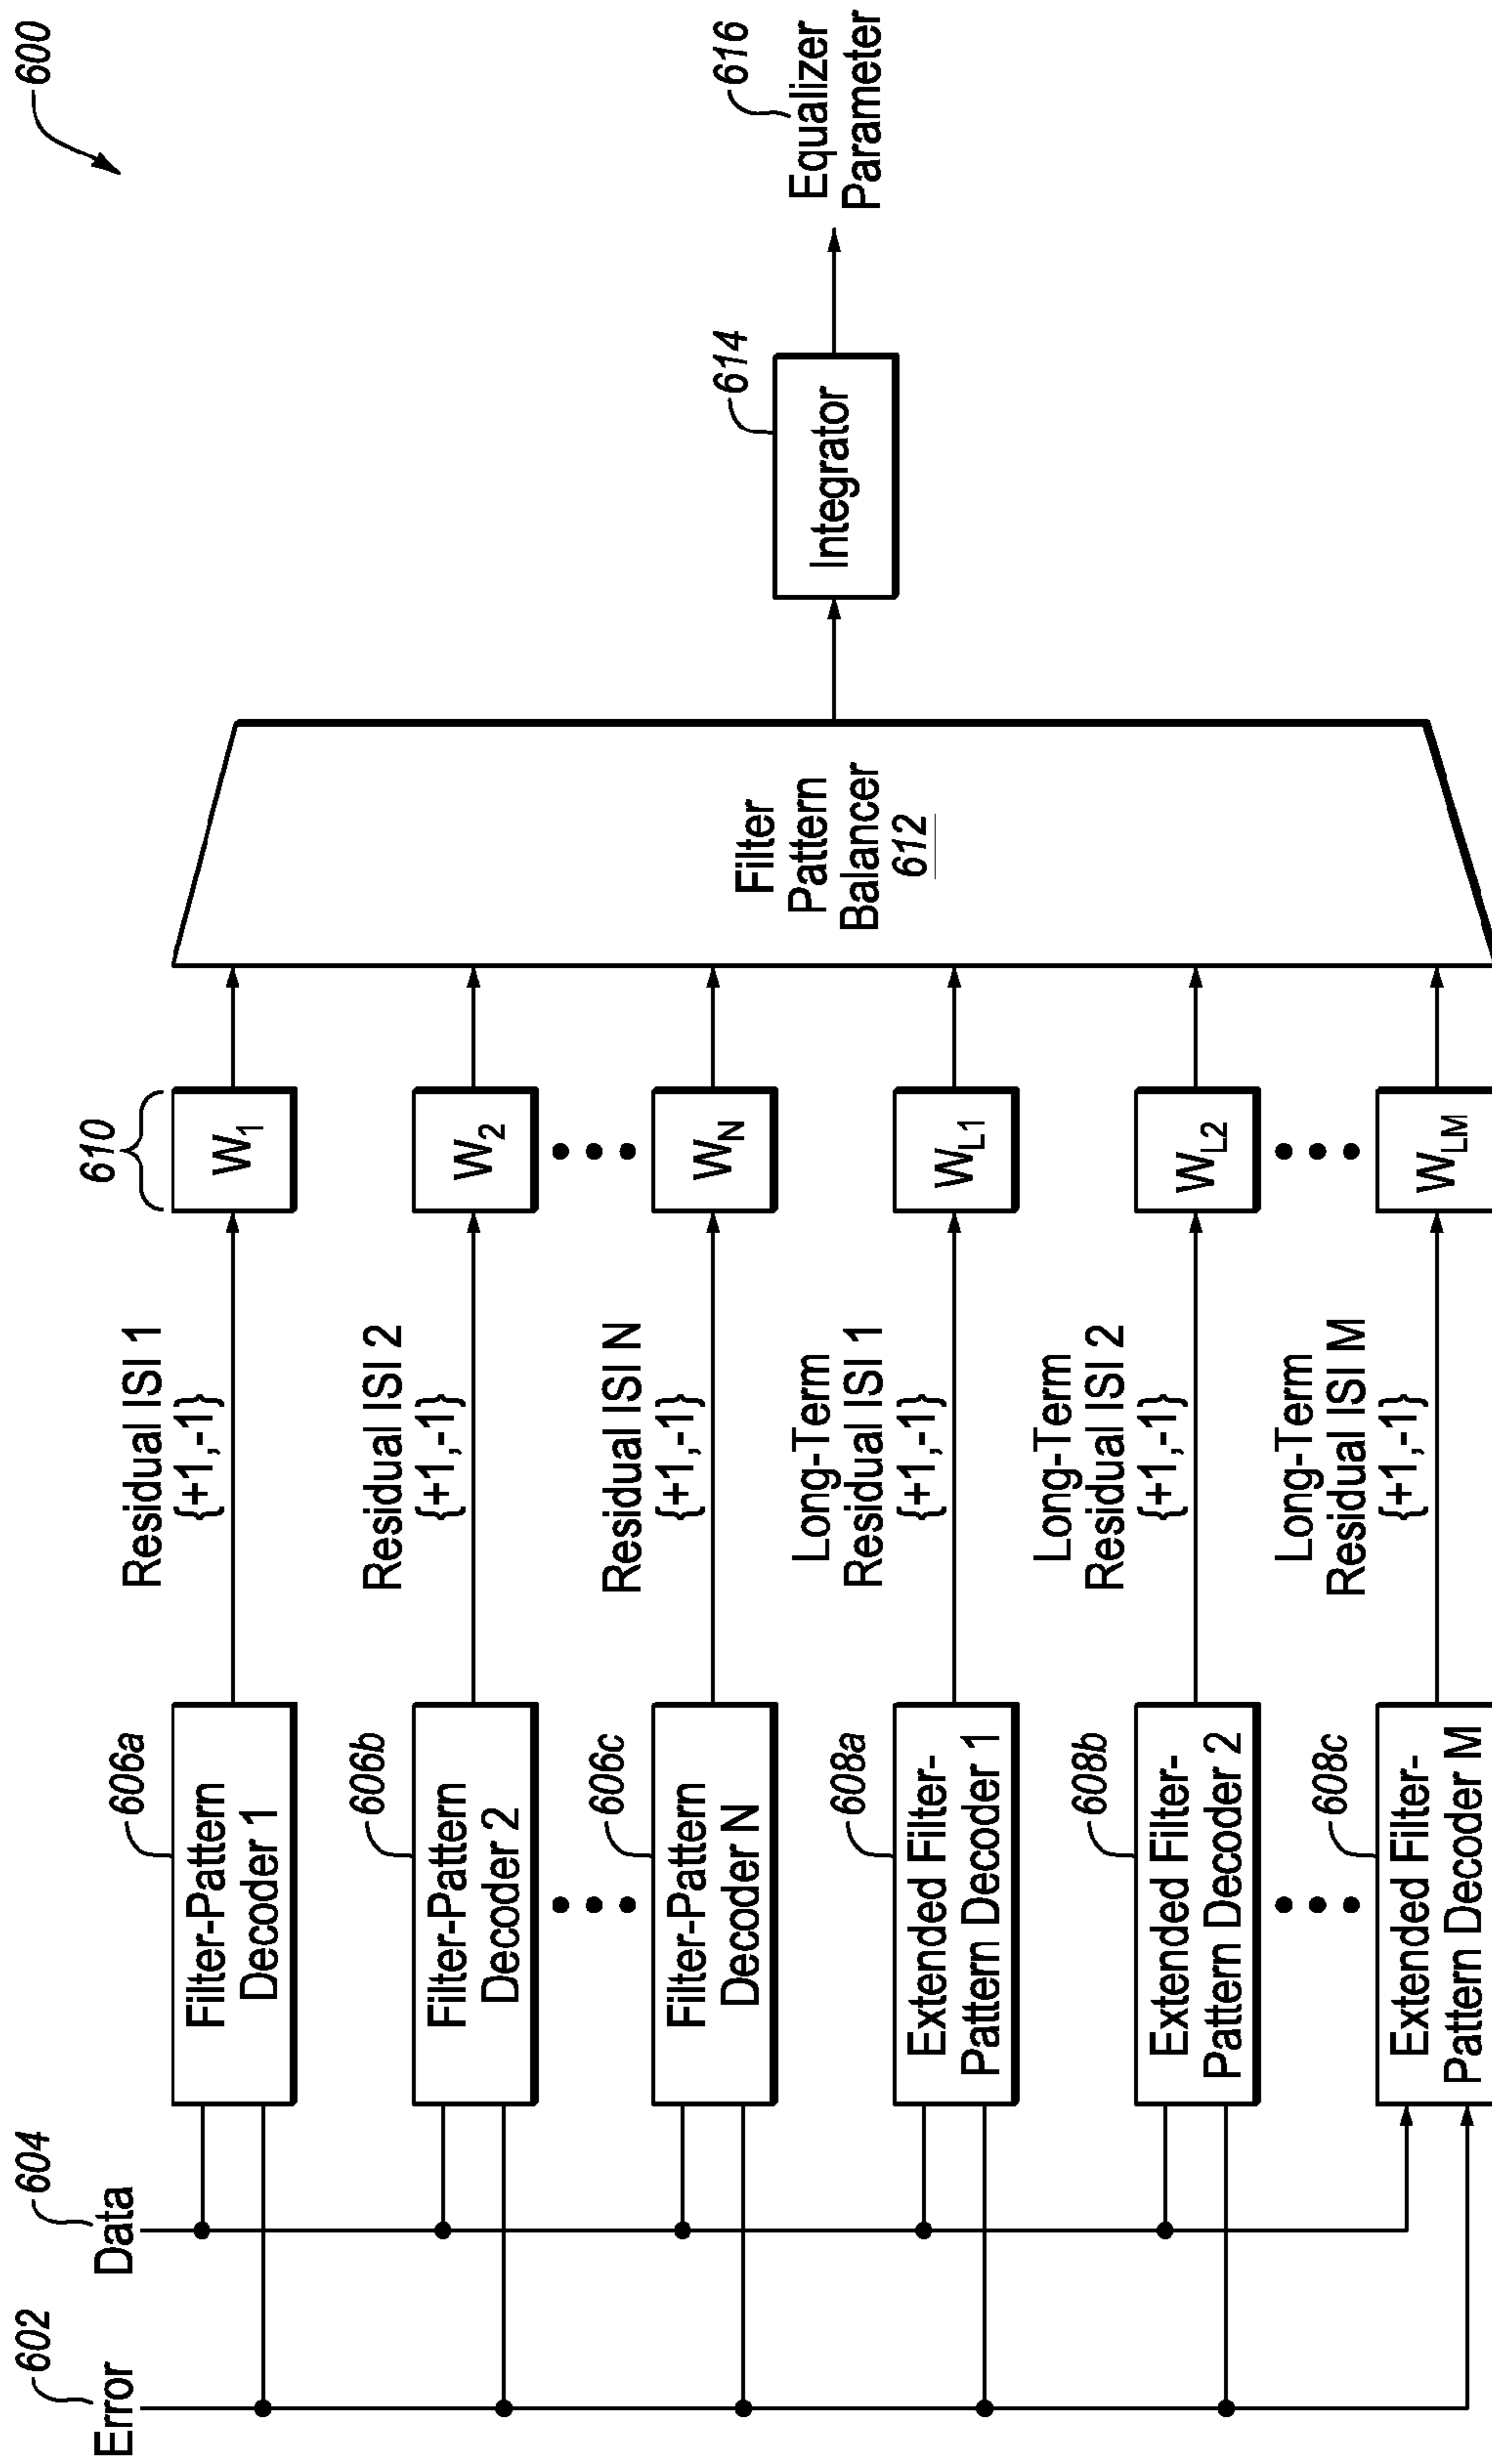 600
602
Error
604
Data
606a
Filter-Pattern
Decoder 1
Residual ISI 1
{+1,-1}
610
W1
606b
Filter-Pattern
Decoder 2
Residual ISI 2
{+1,-1}
W2
606c
Filter-Pattern
Decoder N
Residual ISI N
{+1,-1}
WN
608a
Extended Filter-
Pattern Decoder 1
Long-Term
Residual ISI 1
{+1,-1}
WL1
608b
Extended Filter-
Pattern Decoder 2
Long-Term
Residual ISI 2
{+1,-1}
WL2
608c
Extended Filter-
Pattern Decoder M
Long-Term
Residual ISI M
{+1,-1}
WLM
Filter
Pattern
Balancer
612
614
Integrator
616
Equalizer
Parameter